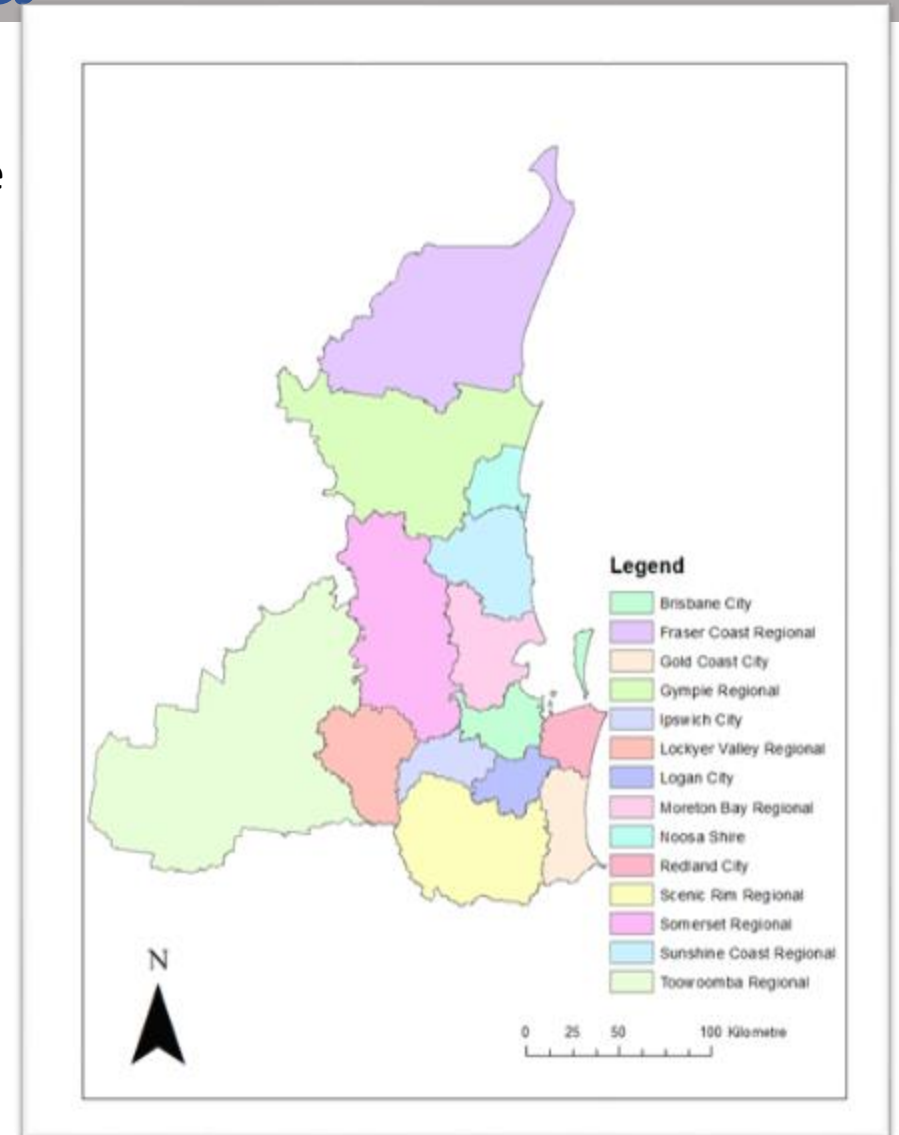 e
Legend
Brisbane City
Fraser Coast Regional
Gold Coast City
Gympie Regional
Ipswich City
Lockyer Valley Regional
Logan City
Moreton Bay Regional
Noosa Shire
Redland City
Scenic Rim Regional
Somerset Regional
Sunshine Coast Regional
Toowoomba Regional
N
0 25 50 100 Kilometre